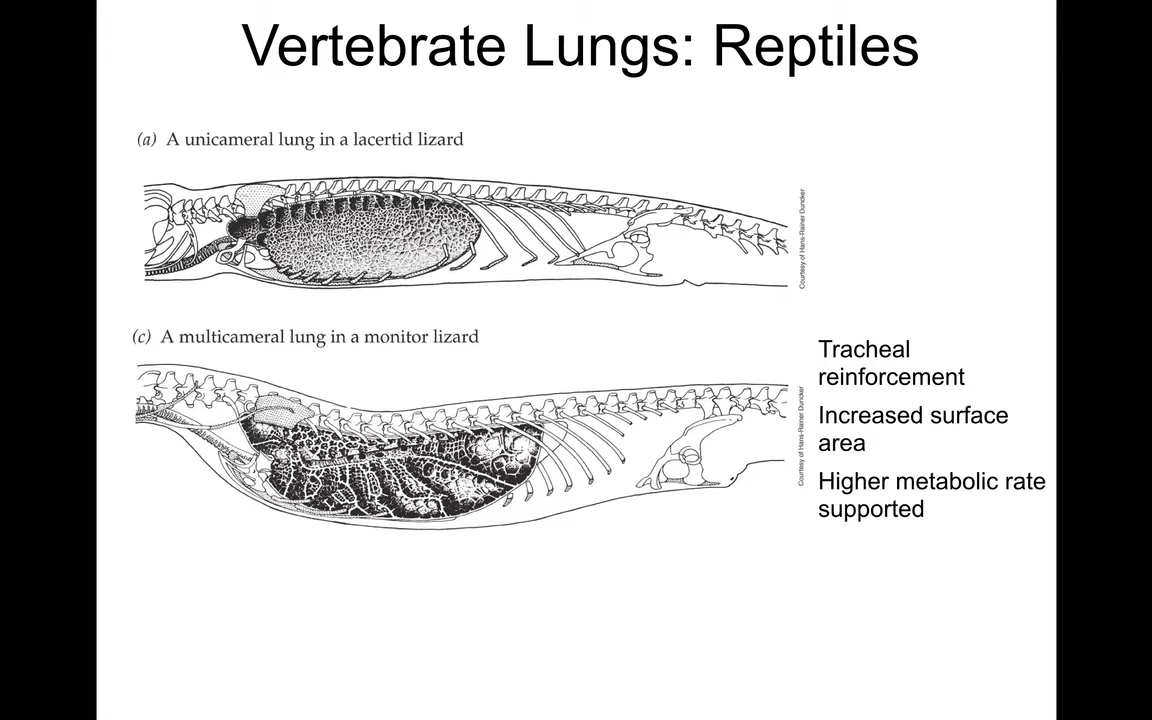 Vertebrate Lungs: Reptiles
(a) A unicameral lung in a lacertid lizard
Courtesy of Hans-Rainer Duncker
(c) A multicameral lung in a monitor lizard
Courtesy of Hans-Rainer Duncker
Tracheal
reinforcement
Increased surface
area
Higher metabolic rate
supported